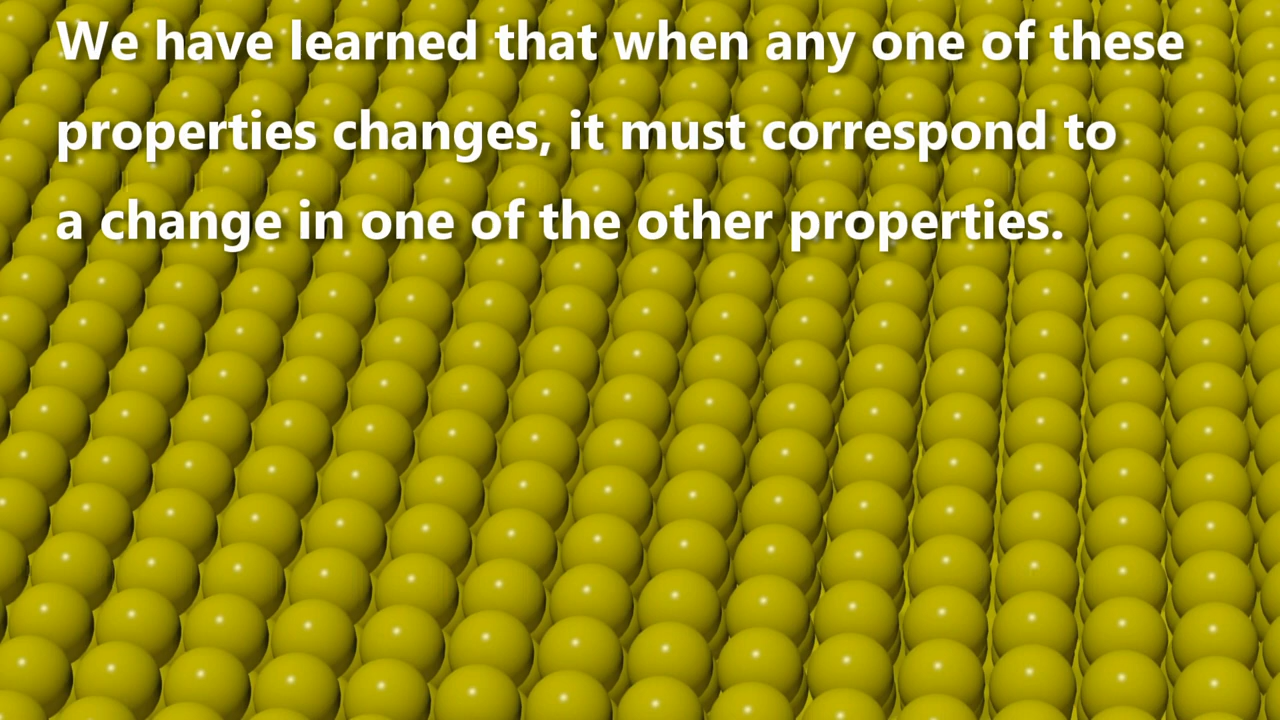 We have learned that when any one of these
properties changes, it must correspond to
a change in one of the other properties.